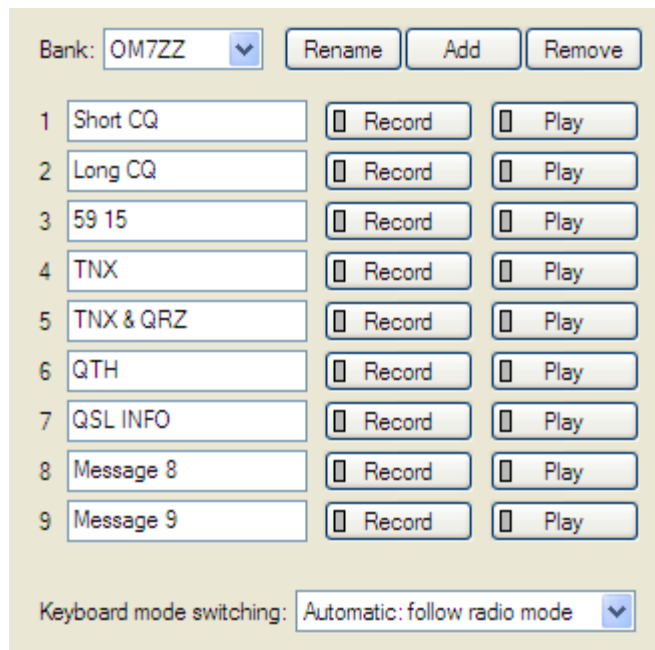 Bank: OM7ZZ Rename Add Remove
1 Short CQ Record Play
2 Long CQ Record Play
3 59 15 Record Play
4 TNX Record Play
5 TNX & QRZ Record Play
6 QTH Record Play
7 QSL INFO Record Play
8 Message 8 Record Play
9 Message 9 Record Play
Keyboard mode switching: Automatic: follow radio mode